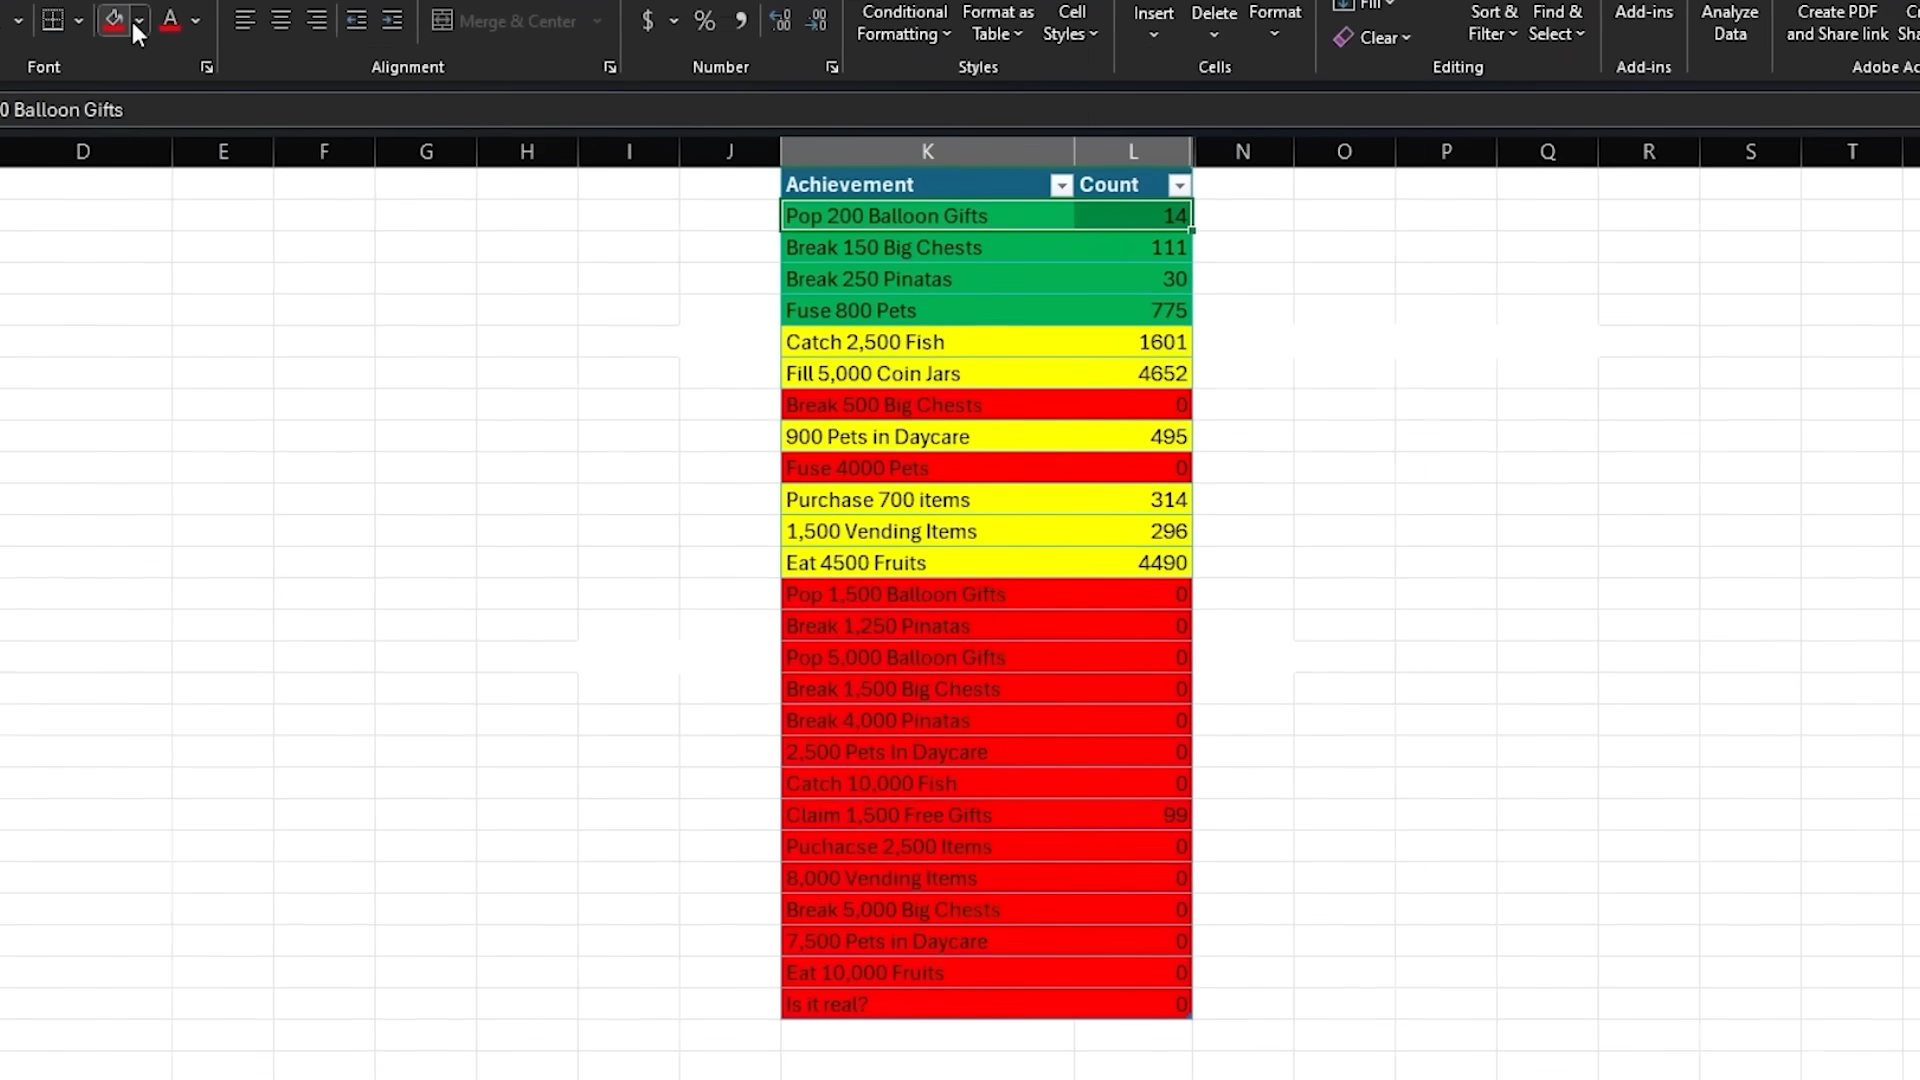 Merge & Center
$ % 9
Conditional Formatting
Format as Table
Cell Styles
Insert
Delete
Format
Fill
Clear
Sort & Filter
Find & Select
Add-ins
Analyze Data
Create PDF and Share link
Font
Alignment
Number
Styles
Cells
Editing
Add-ins
Adobe Ac
0 Balloon Gifts
D E F G H I J K L N O P Q R S T
Achievement Count
Pop 200 Balloon Gifts 14
Break 150 Big Chests 111
Break 250 Pinatas 30
Fuse 800 Pets 775
Catch 2,500 Fish 1601
Fill 5,000 Coin Jars 4652
Break 500 Big Chests 0
900 Pets in Daycare 495
Fuse 4000 Pets 0
Purchase 700 items 314
1,500 Vending Items 296
Eat 4500 Fruits 4490
Pop 1,500 Balloon Gifts 0
Break 1,250 Pinatas 0
Pop 5,000 Balloon Gifts 0
Break 1,500 Big Chests 0
Break 4,000 Pinatas 0
2,500 Pets In Daycare 0
Catch 10,000 Fish 0
Claim 1,500 Free Gifts 99
Puchacse 2,500 Items 0
8,000 Vending Items 0
Break 5,000 Big Chests 0
7,500 Pets in Daycare 0
Eat 10,000 Fruits 0
Is it real? 0